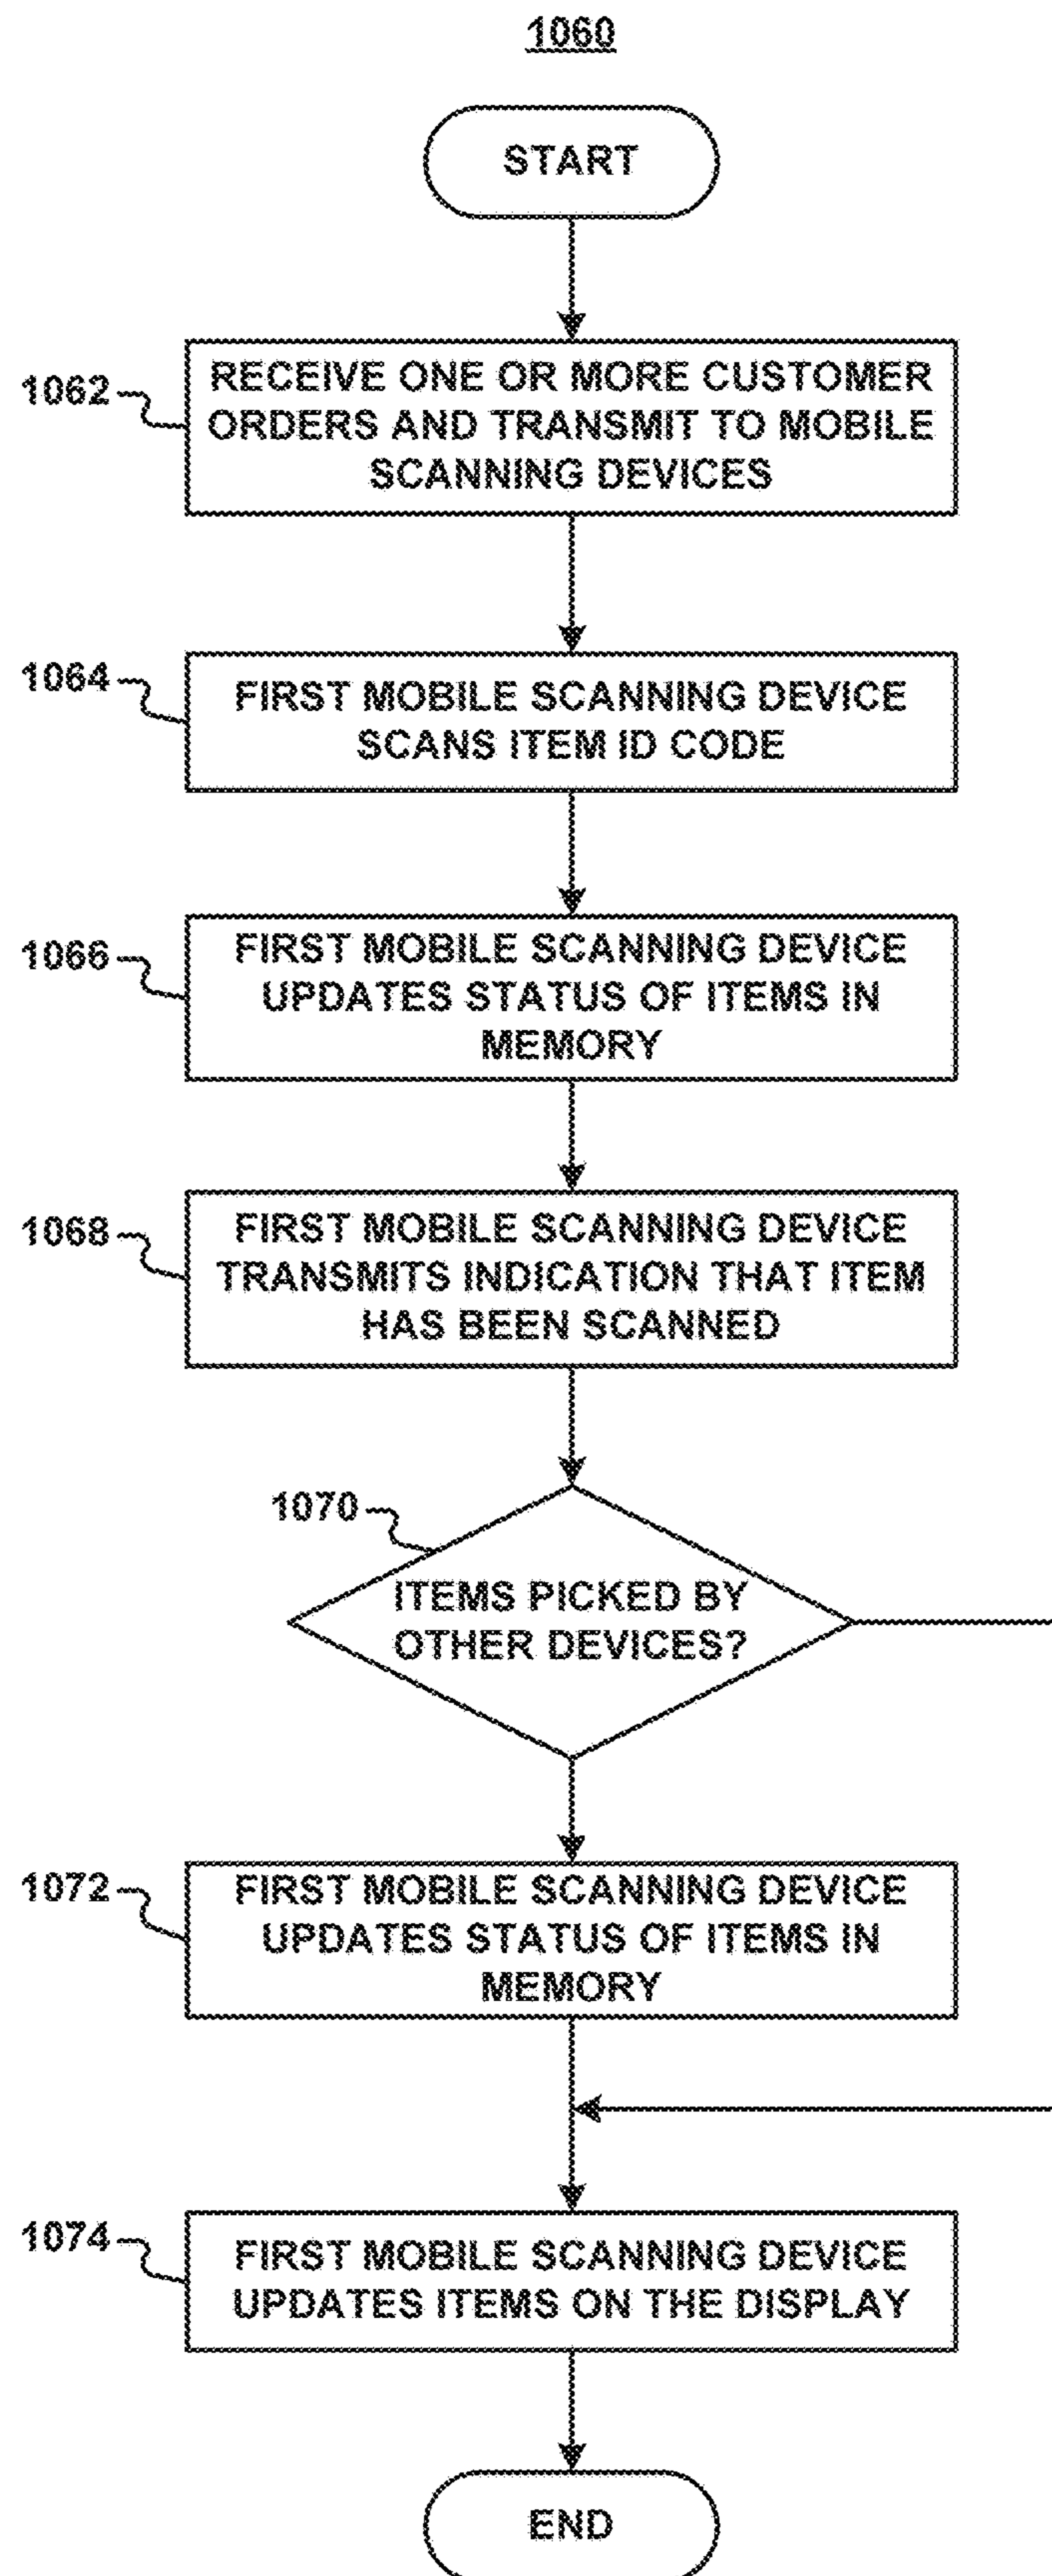 1060
START
1062
RECEIVE ONE OR MORE CUSTOMER
ORDERS AND TRANSMIT TO MOBILE
SCANNING DEVICES
1064
FIRST MOBILE SCANNING DEVICE
SCANS ITEM ID CODE
1066
FIRST MOBILE SCANNING DEVICE
UPDATES STATUS OF ITEMS IN
MEMORY
1068
FIRST MOBILE SCANNING DEVICE
TRANSMITS INDICATION THAT ITEM
HAS BEEN SCANNED
1070
ITEMS PICKED BY
OTHER DEVICES?
1072
FIRST MOBILE SCANNING DEVICE
UPDATES STATUS OF ITEMS IN
MEMORY
1074
FIRST MOBILE SCANNING DEVICE
UPDATES ITEMS ON THE DISPLAY
END